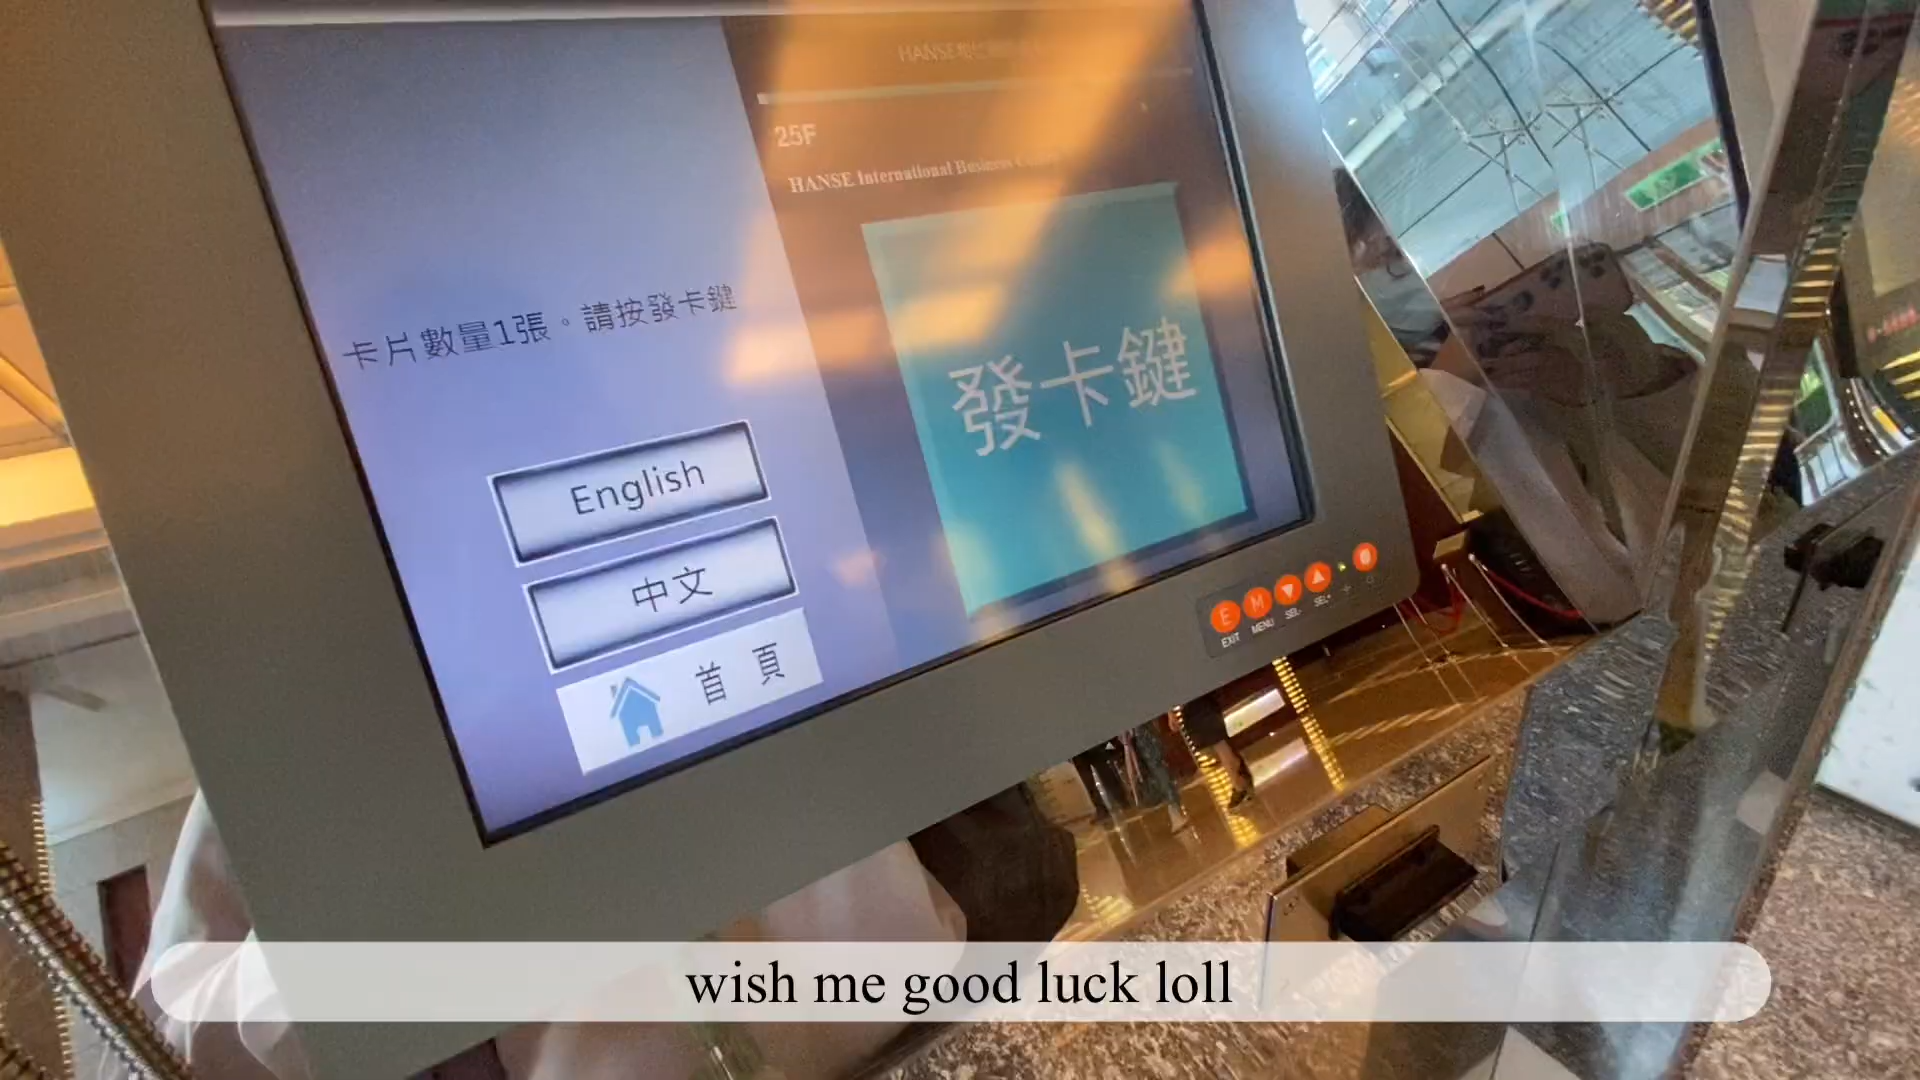 25F
HANSE International Business
卡片數量1張。請按發卡鍵
發卡鍵
English
中文
首 頁
E M
EXIT MENU SEL- SEL+
wish me good luck loll